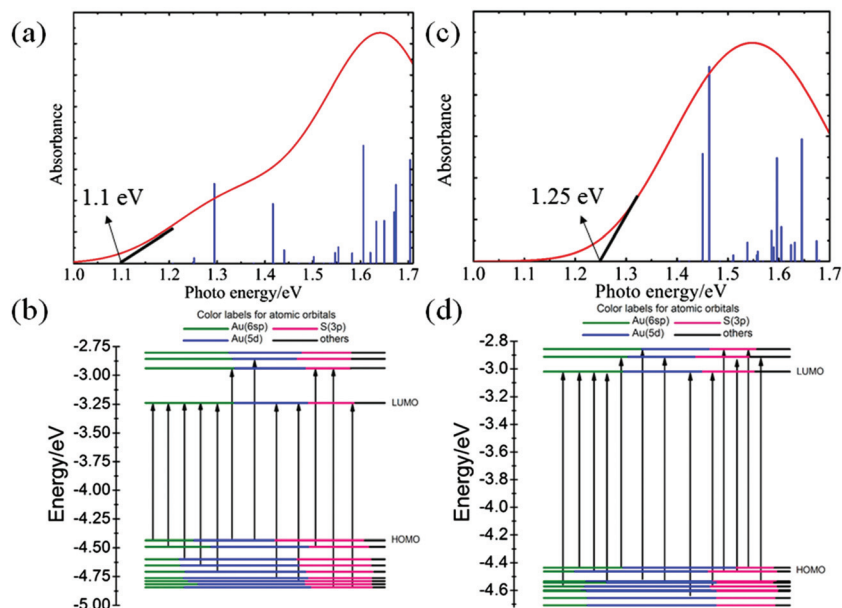 (a)
Absorbance
1.1 eV
1.0 1.1 1.2 1.3 1.4 1.5 1.6 1.7
Photo energy/eV
(c)
Absorbance
1.25 eV
1.0 1.1 1.2 1.3 1.4 1.5 1.6 1.7
Photo energy/eV
(b)
Color labels for atomic orbitals
Au(6sp) S(3p)
Au(5d) others
Energy/eV
-2.75
-3.00
-3.25
-3.50
-3.75
-4.00
-4.25
-4.50
-4.75
-5.00
LUMO
HOMO
(d)
Color labels for atomic orbitals
Au(6sp) S(3p)
Au(5d) others
Energy/eV
-2.8
-3.0
-3.2
-3.4
-3.6
-3.8
-4.0
-4.2
-4.4
-4.6
LUMO
HOMO